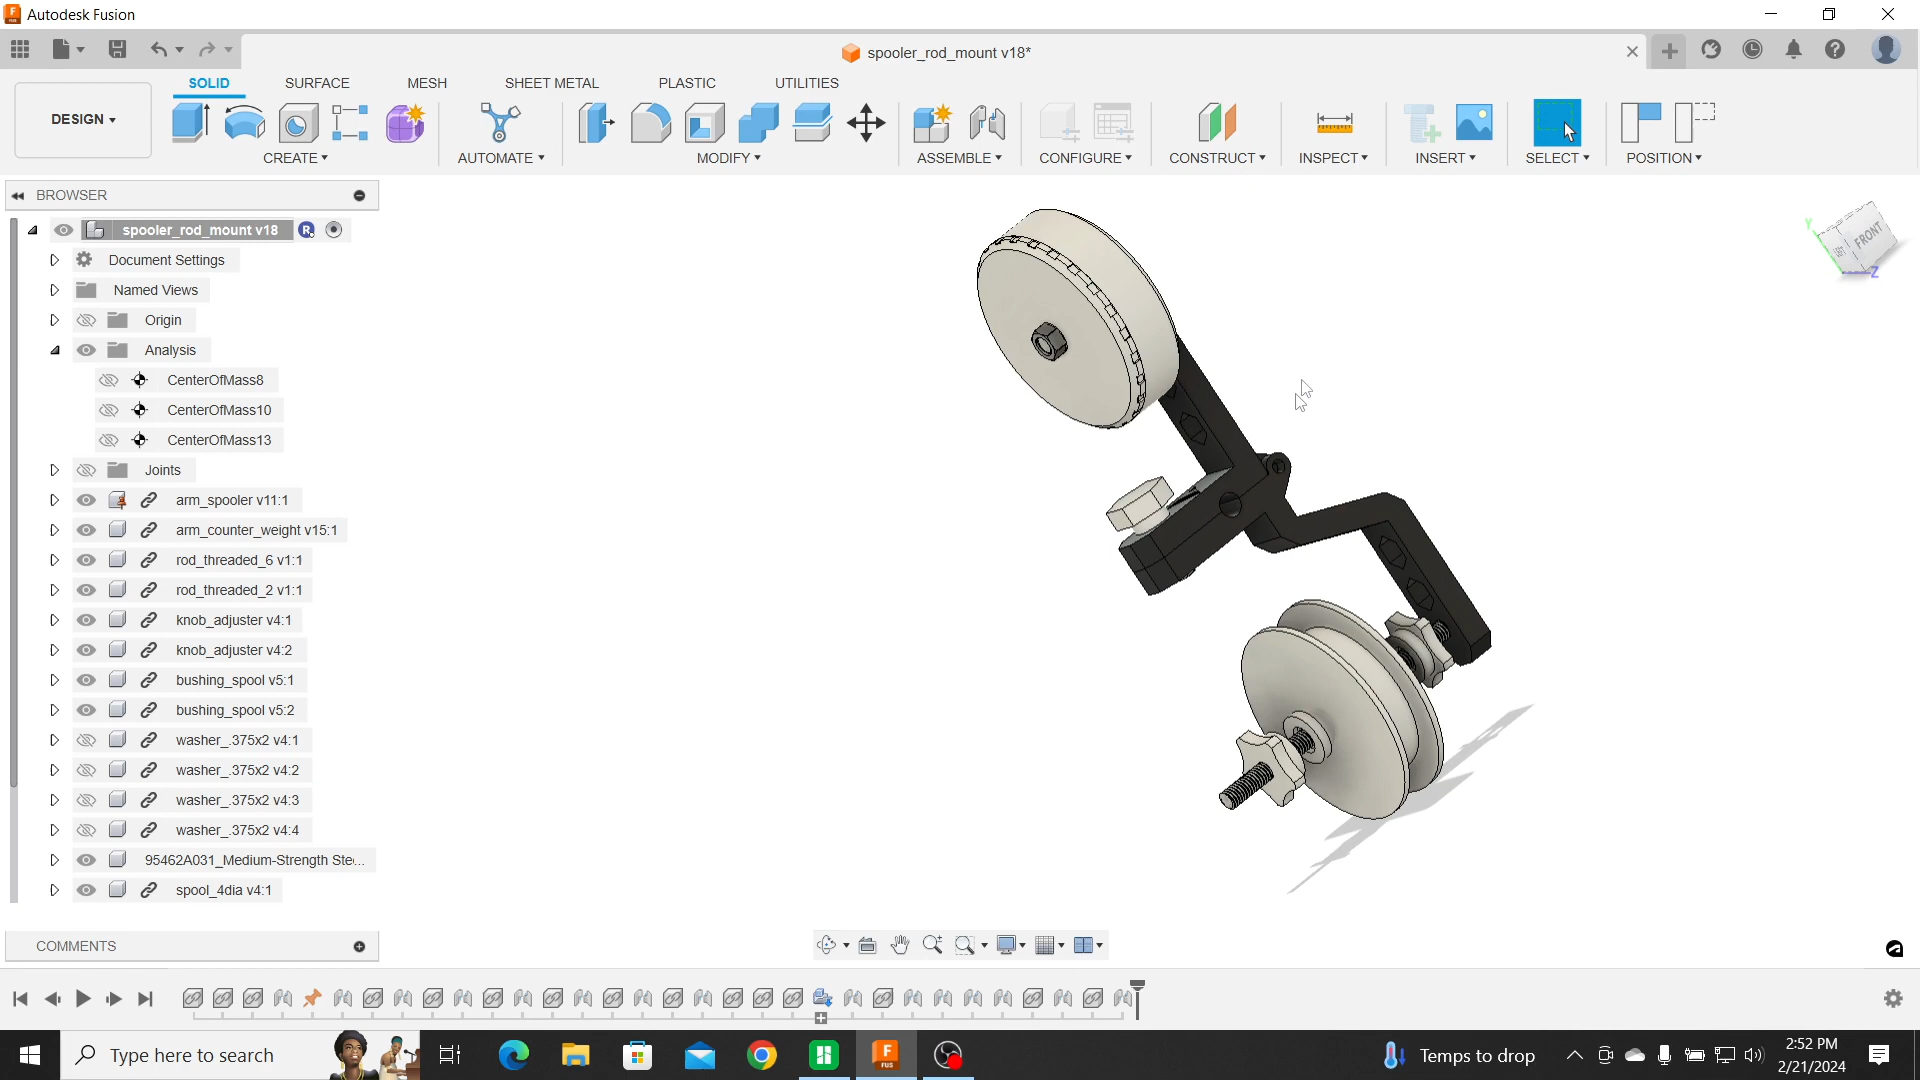 Autodesk Fusion
spooler_rod_mount v18*
SOLID SURFACE MESH SHEET METAL PLASTIC UTILITIES
DESIGN
CREATE AUTOMATE MODIFY ASSEMBLE CONFIGURE CONSTRUCT INSPECT INSERT SELECT POSITION
BROWSER
spooler_rod_mount v18
Document Settings
Named Views
Origin
Analysis
CenterOfMass8
CenterOfMass10
CenterOfMass13
Joints
arm_spooler v11:1
arm_counter_weight v15:1
rod_threaded_6 v1:1
rod_threaded_2 v1:1
knob_adjuster v4:1
knob_adjuster v4:2
bushing_spool v5:1
bushing_spool v5:2
washer_.375x2 v4:1
washer_.375x2 v4:2
washer_.375x2 v4:3
washer_.375x2 v4:4
95462A031_Medium-Strength Ste...
spool_4dia v4:1
FRONT
Y
Z
COMMENTS
Type here to search
FUS
Temps to drop
2:52 PM
2/21/2024